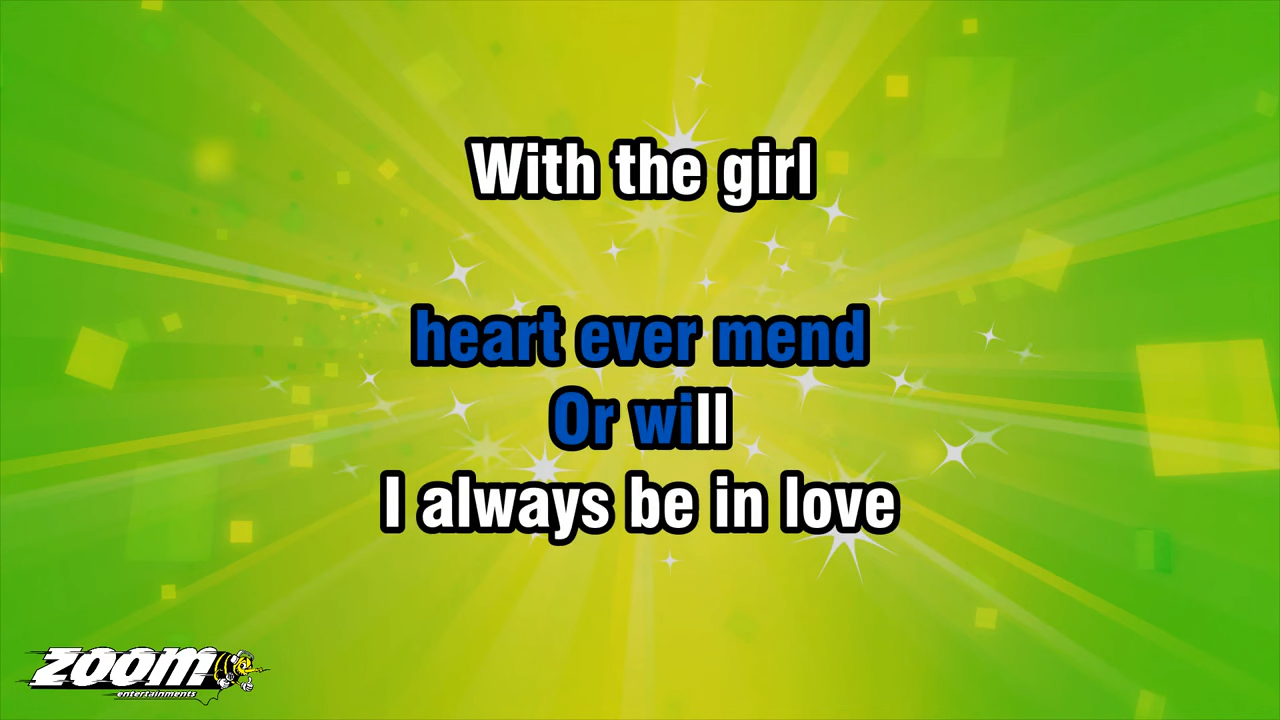 With the girl
heart ever mend
Or will
I always be in love
ZOOM
entertainments